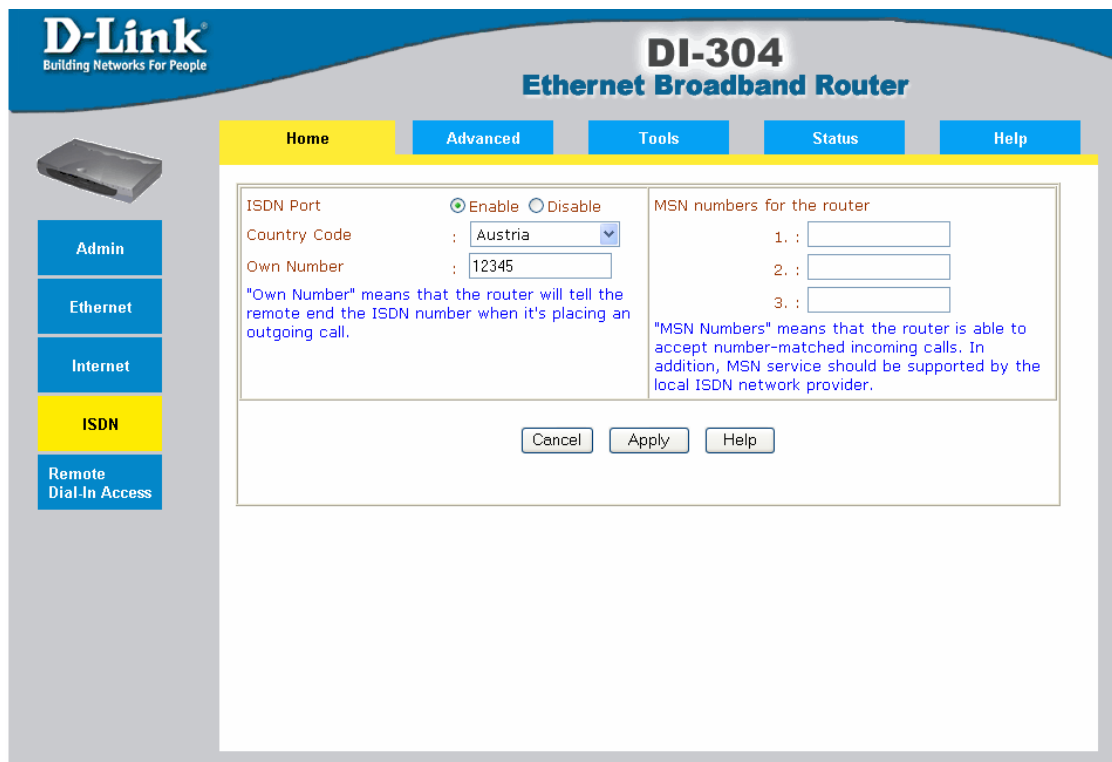 D-Link
Building Networks For People
DI-304
Ethernet Broadband Router
Home
Advanced
Tools
Status
Help
Admin
Ethernet
Internet
ISDN
Remote
Dial-In Access
ISDN Port
Enable
Disable
Country Code
:
Austria
Own Number
:
12345
"Own Number" means that the router will tell the
remote end the ISDN number when it's placing an
outgoing call.
MSN numbers for the router
1. :
2. :
3. :
"MSN Numbers" means that the router is able to
accept number-matched incoming calls. In
addition, MSN service should be supported by the
local ISDN network provider.
Cancel
Apply
Help